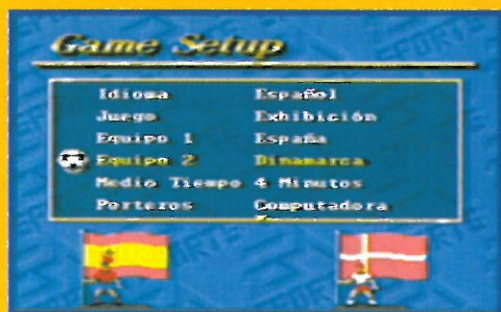 Game Setup
Idioma Español
Juego Exhibición
Equipo 1 España
Equipo 2 Dinamarca
Medio Tiempo 4 Minutos
Porteros Computadora